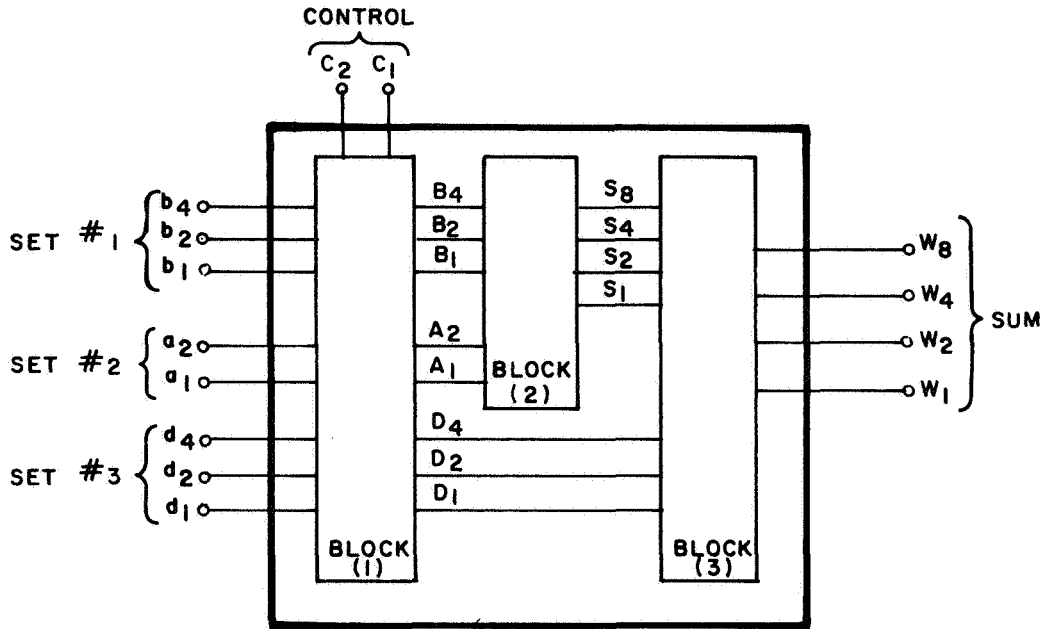 CONTROL
C2 C1
SET #1
b4
b2
b1
SET #2
a2
a1
SET #3
d4
d2
d1
B4
B2
B1
A2
A1
D4
D2
D1
BLOCK
(1)
BLOCK
(2)
S8
S4
S2
S1
BLOCK
(3)
W8
W4
W2
W1
SUM